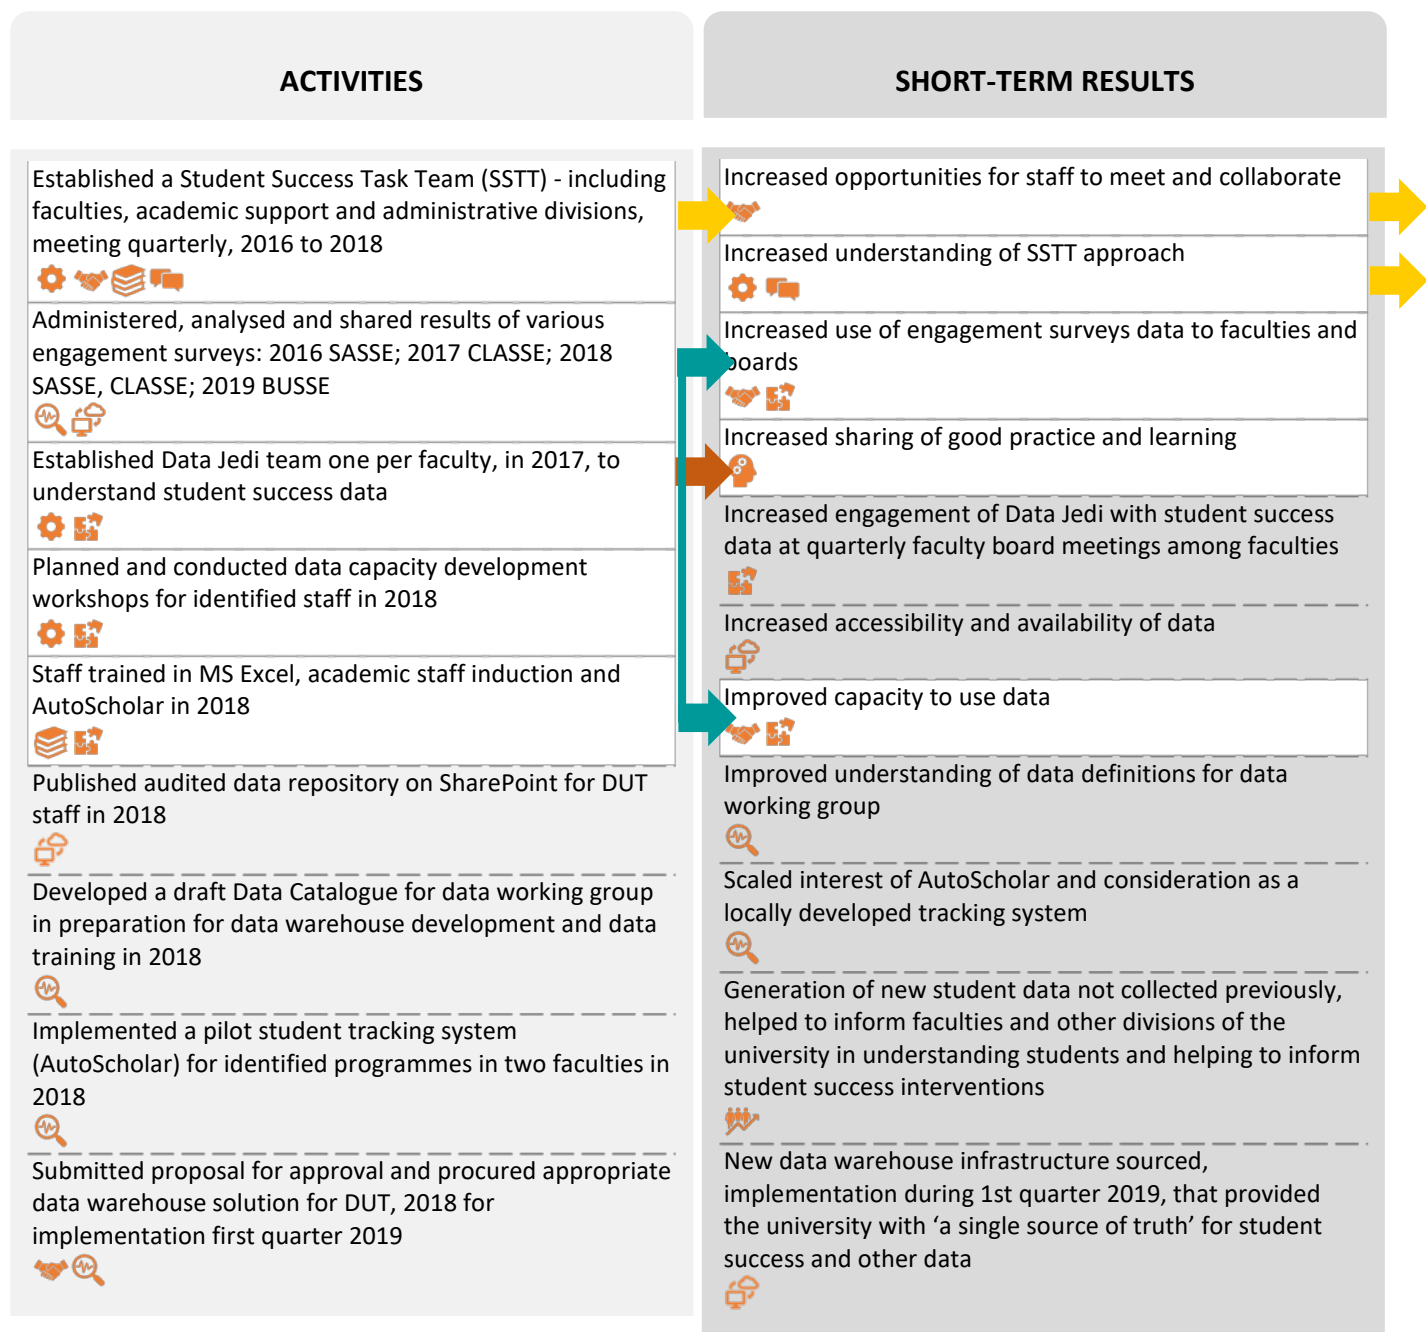 ACTIVITIES
Established a Student Success Task Team (SSTT) - including
faculties, academic support and administrative divisions,
meeting quarterly, 2016 to 2018
Administered, analysed and shared results of various
engagement surveys: 2016 SASSE; 2017 CLASSE; 2018
SASSE, CLASSE; 2019 BUSSE
Established Data Jedi team one per faculty, in 2017, to
understand student success data
Planned and conducted data capacity development
workshops for identified staff in 2018
Staff trained in MS Excel, academic staff induction and
AutoScholar in 2018
Published audited data repository on SharePoint for DUT
staff in 2018
Developed a draft Data Catalogue for data working group
in preparation for data warehouse development and data
training in 2018
Implemented a pilot student tracking system
(AutoScholar) for identified programmes in two faculties in
2018
Submitted proposal for approval and procured appropriate
data warehouse solution for DUT, 2018 for
implementation first quarter 2019
SHORT-TERM RESULTS
Increased opportunities for staff to meet and collaborate
Increased understanding of SSTT approach
Increased use of engagement surveys data to faculties and
boards
Increased sharing of good practice and learning
Increased engagement of Data Jedi with student success
data at quarterly faculty board meetings among faculties
Increased accessibility and availability of data
Improved capacity to use data
Improved understanding of data definitions for data
working group
Scaled interest of AutoScholar and consideration as a
locally developed tracking system
Generation of new student data not collected previously,
helped to inform faculties and other divisions of the
university in understanding students and helping to inform
student success interventions
New data warehouse infrastructure sourced,
implementation during 1st quarter 2019, that provided
the university with ‘a single source of truth’ for student
success and other data